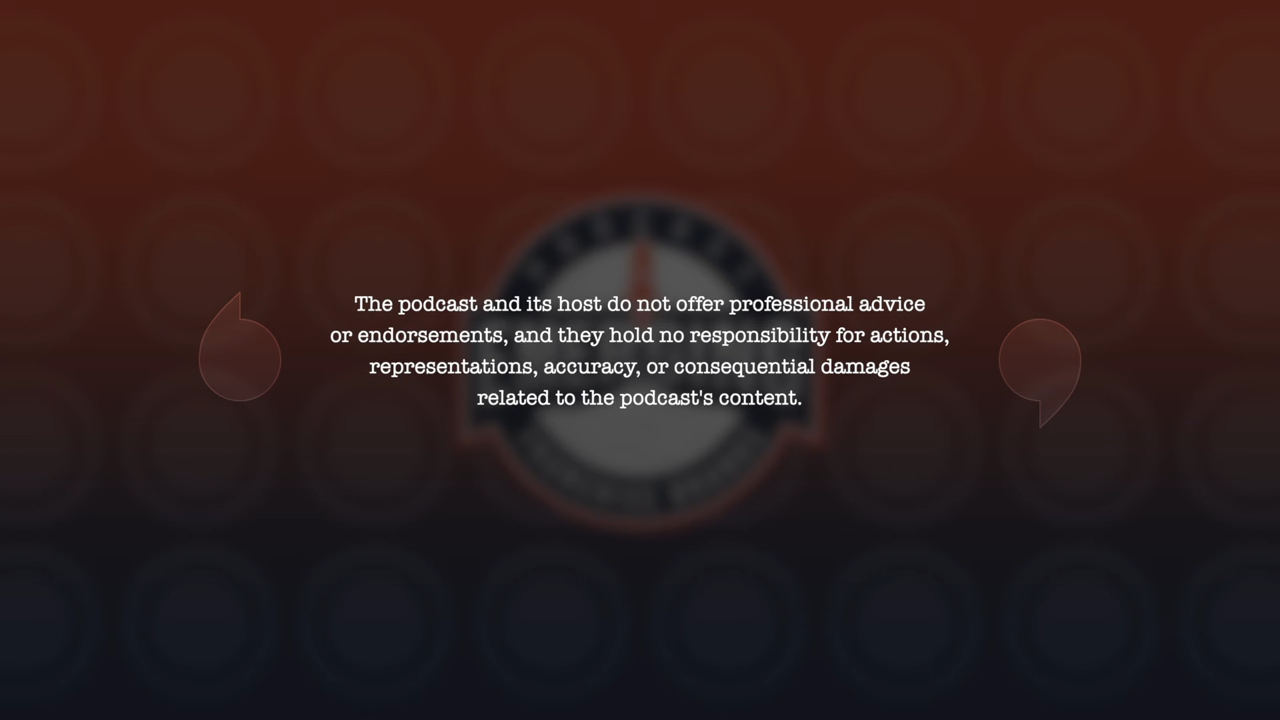 The podcast and its host do not offer professional advice
or endorsements, and they hold no responsibility for actions,
representations, accuracy, or consequential damages
related to the podcast's content.